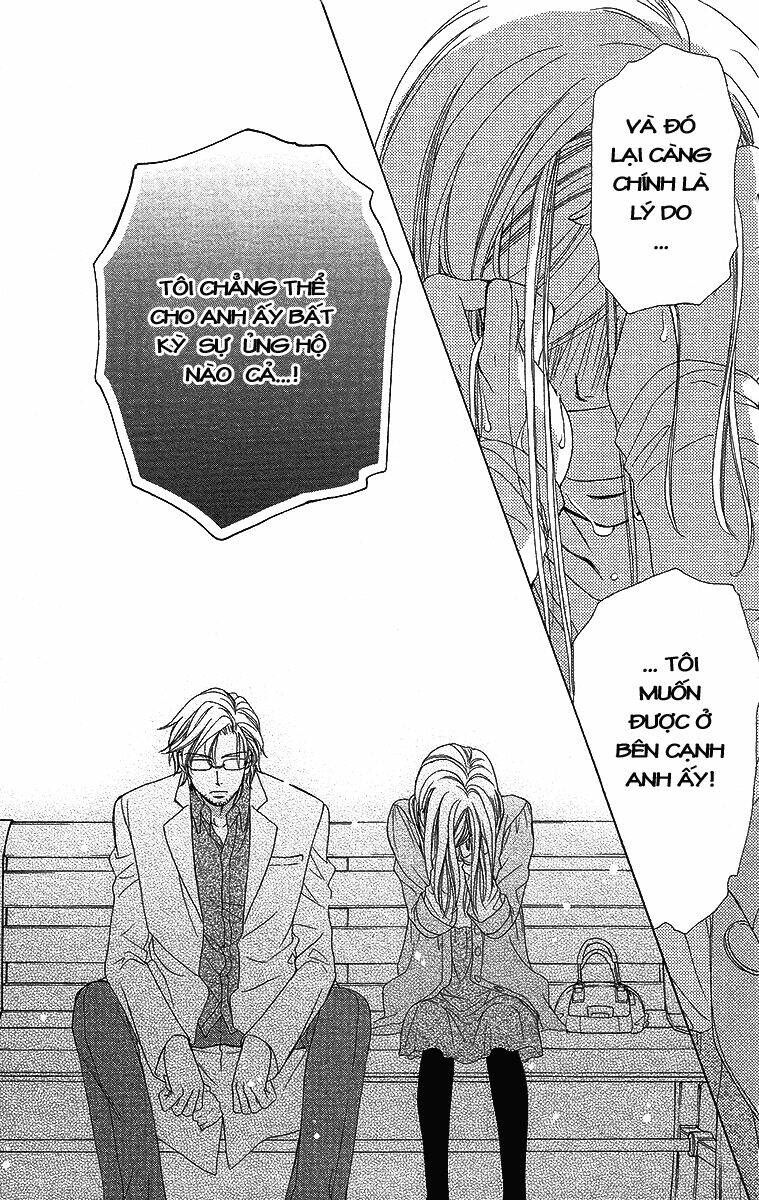 VÀ ĐÓ
LẠI CÀNG
CHÍNH LÀ
LÝ DO
...
... TÔI
MUỐN
ĐƯỢC Ở
BÊN CẠNH
ANH ẤY!
TÔI CHẲNG THỂ
CHO ANH ẤY BẤT
KỲ SỰ ỦNG HỘ
NÀO CẢ...!